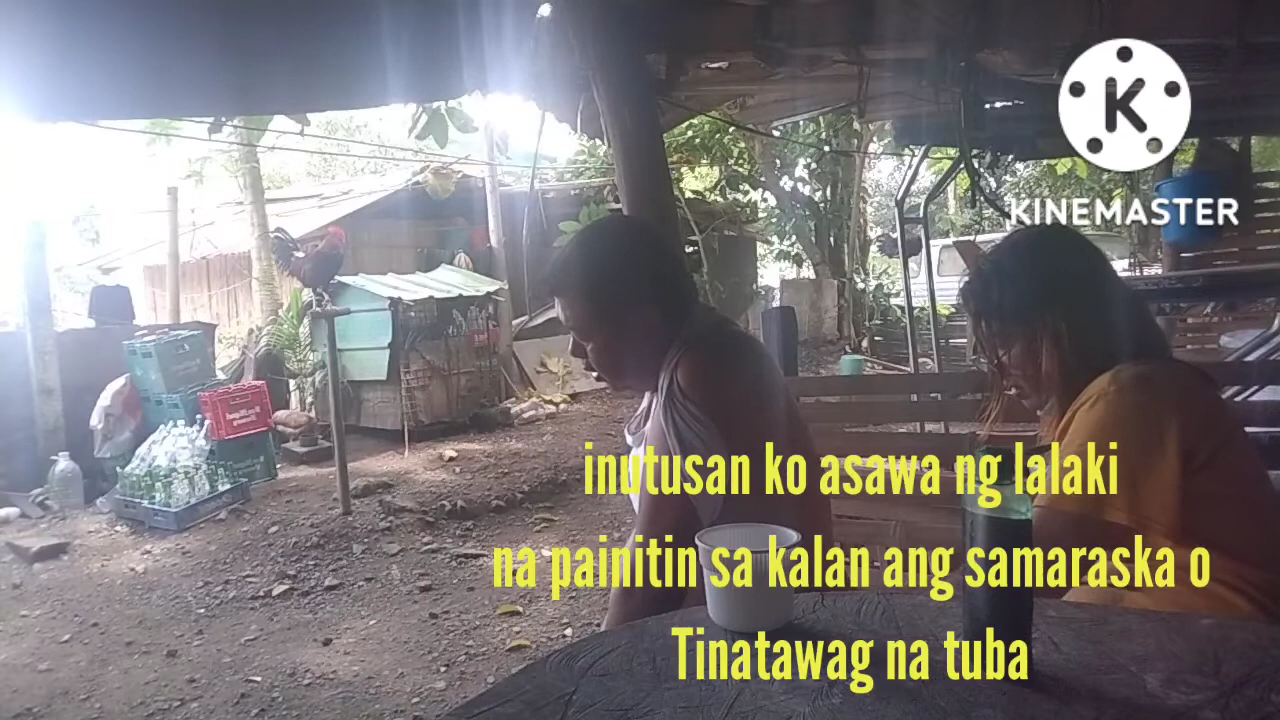 K
KINEMASTER
inutusan ko asawa ng lalaki
na painitin sa kalan ang samaraska o
Tinatawag na tuba